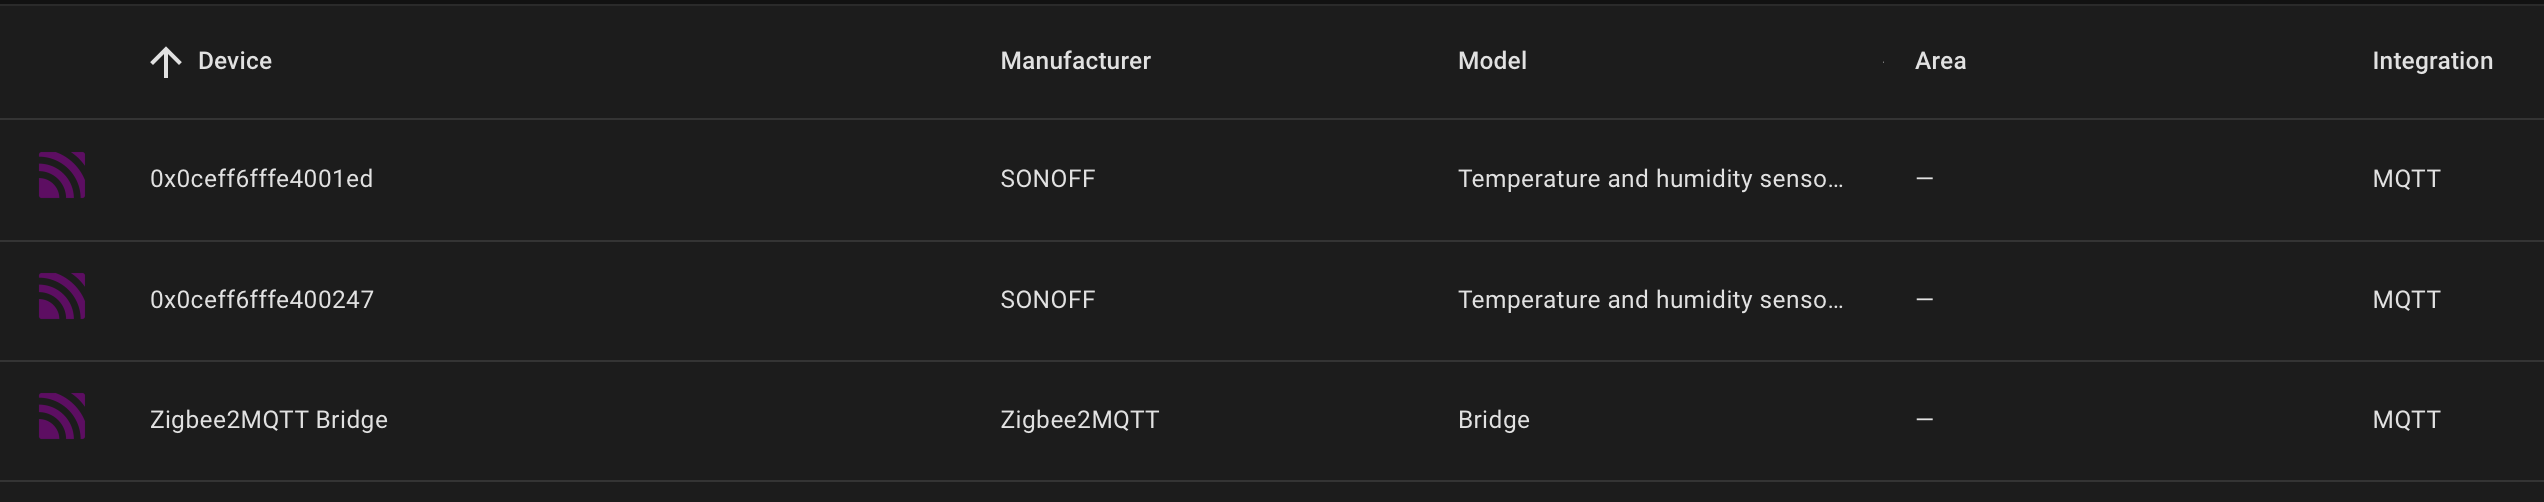 Device Manufacturer Model Area Integration
0x0ceff6fffe4001ed SONOFF Temperature and humidity senso... — MQTT
0x0ceff6fffe400247 SONOFF Temperature and humidity senso... — MQTT
Zigbee2MQTT Bridge Zigbee2MQTT Bridge — MQTT